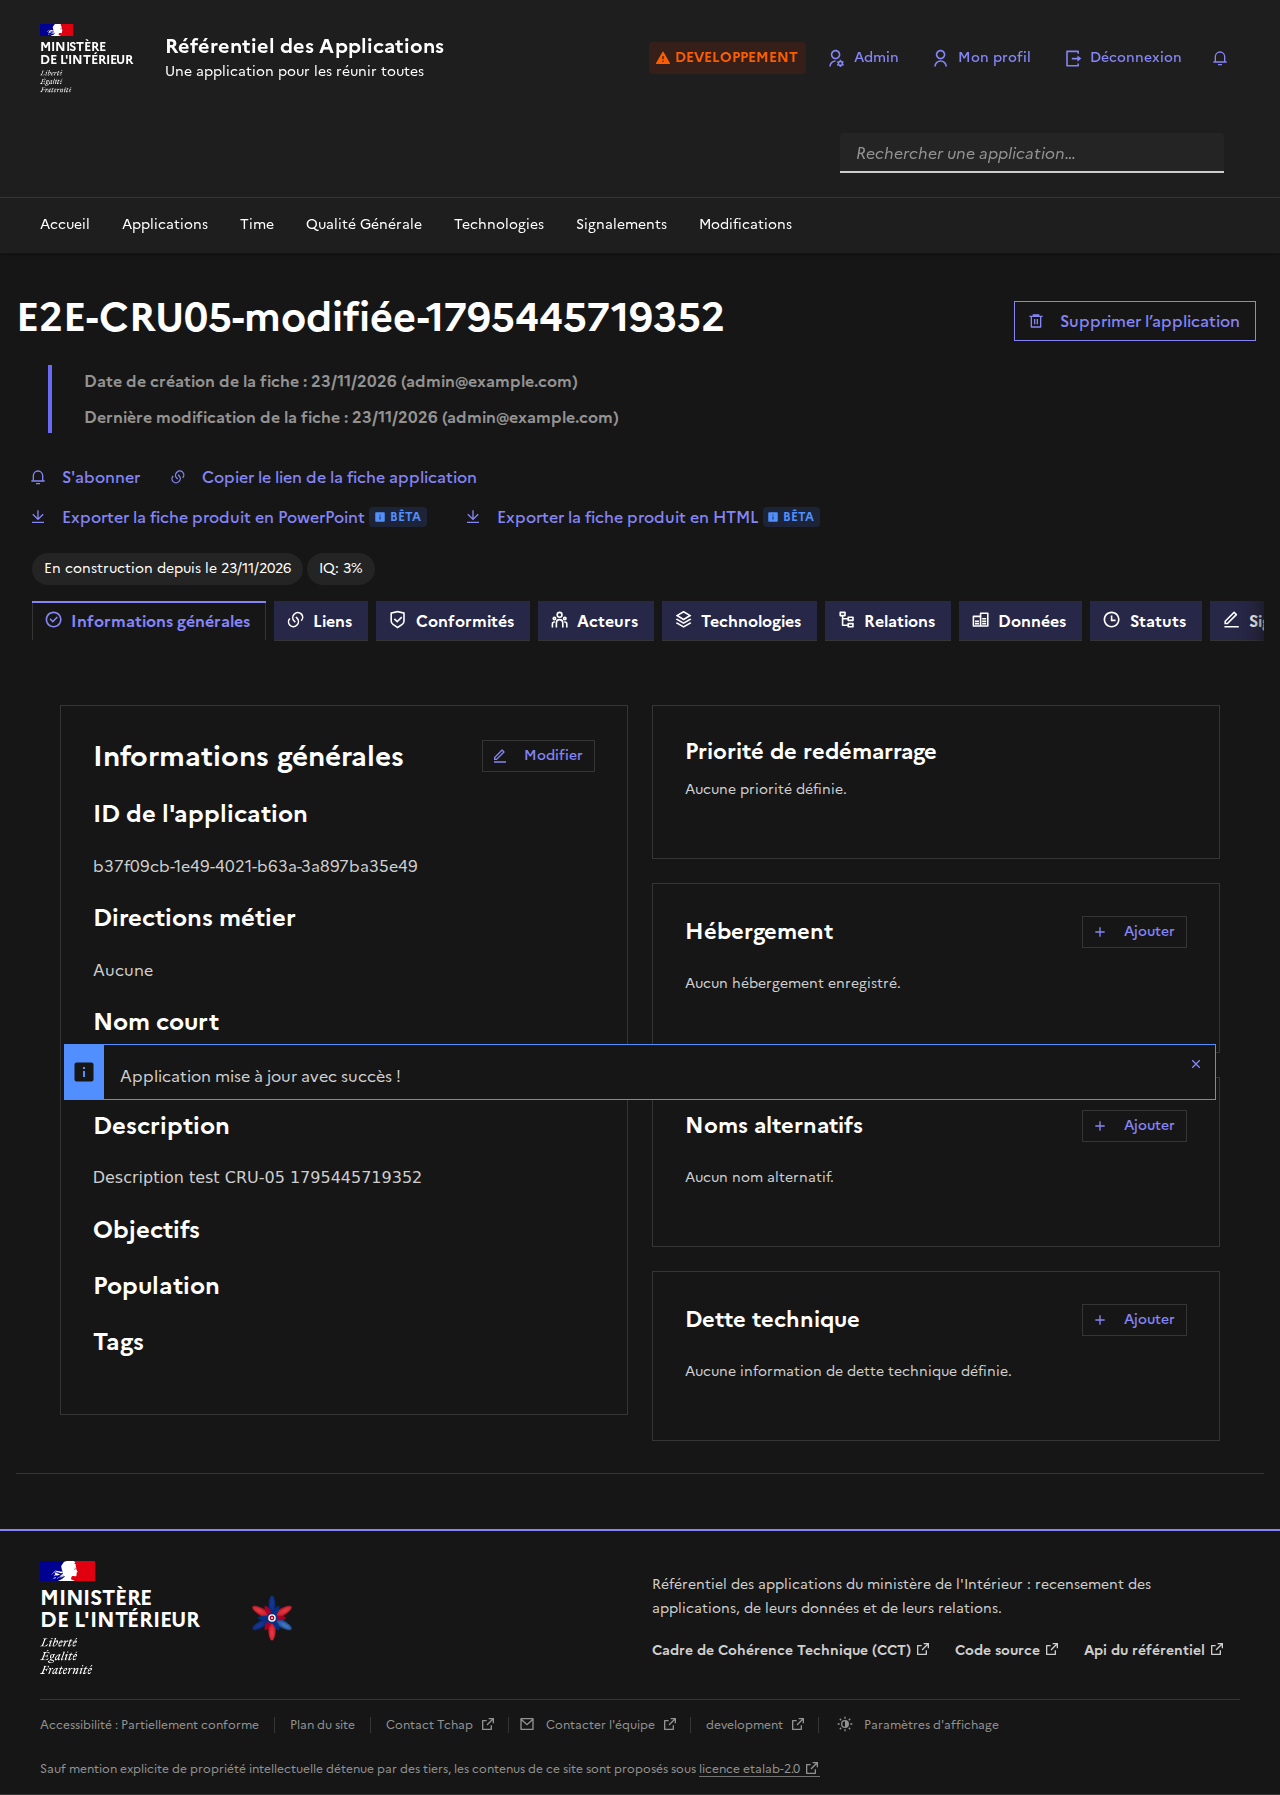 MINISTÈRE
DE L'INTÉRIEUR
Liberté
Égalité
Fraternité
Référentiel des Applications
Une application pour les réunir toutes
DEVELOPPEMENT
Admin
Mon profil
Déconnexion
Rechercher une application…
Accueil
Applications
Time
Qualité Générale
Technologies
Signalements
Modifications
E2E-CRU05-modifiée-1795445719352
Supprimer l’application
Date de création de la fiche : 23/11/2026 (admin@example.com)
Dernière modification de la fiche : 23/11/2026 (admin@example.com)
S'abonner
Copier le lien de la fiche application
Exporter la fiche produit en PowerPoint BÊTA
Exporter la fiche produit en HTML BÊTA
En construction depuis le 23/11/2026
IQ: 3%
Informations générales
Liens
Conformités
Acteurs
Technologies
Relations
Données
Statuts
Informations générales
Modifier
ID de l'application
b37f09cb-1e49-4021-b63a-3a897ba35e49
Directions métier
Aucune
Nom court
Priorité de redémarrage
Aucune priorité définie.
Hébergement
Ajouter
Aucun hébergement enregistré.
Application mise à jour avec succès !
Description
Description test CRU-05 1795445719352
Objectifs
Population
Tags
Noms alternatifs
Ajouter
Aucun nom alternatif.
Dette technique
Ajouter
Aucune information de dette technique définie.
MINISTÈRE
DE L'INTÉRIEUR
Liberté
Égalité
Fraternité
Référentiel des applications du ministère de l'Intérieur : recensement des
applications, de leurs données et de leurs relations.
Cadre de Cohérence Technique (CCT)
Code source
Api du référentiel
Accessibilité : Partiellement conforme
Plan du site
Contact Tchap
Contacter l'équipe
development
Paramètres d'affichage
Sauf mention explicite de propriété intellectuelle détenue par des tiers, les contenus de ce site sont proposés sous licence etalab-2.0